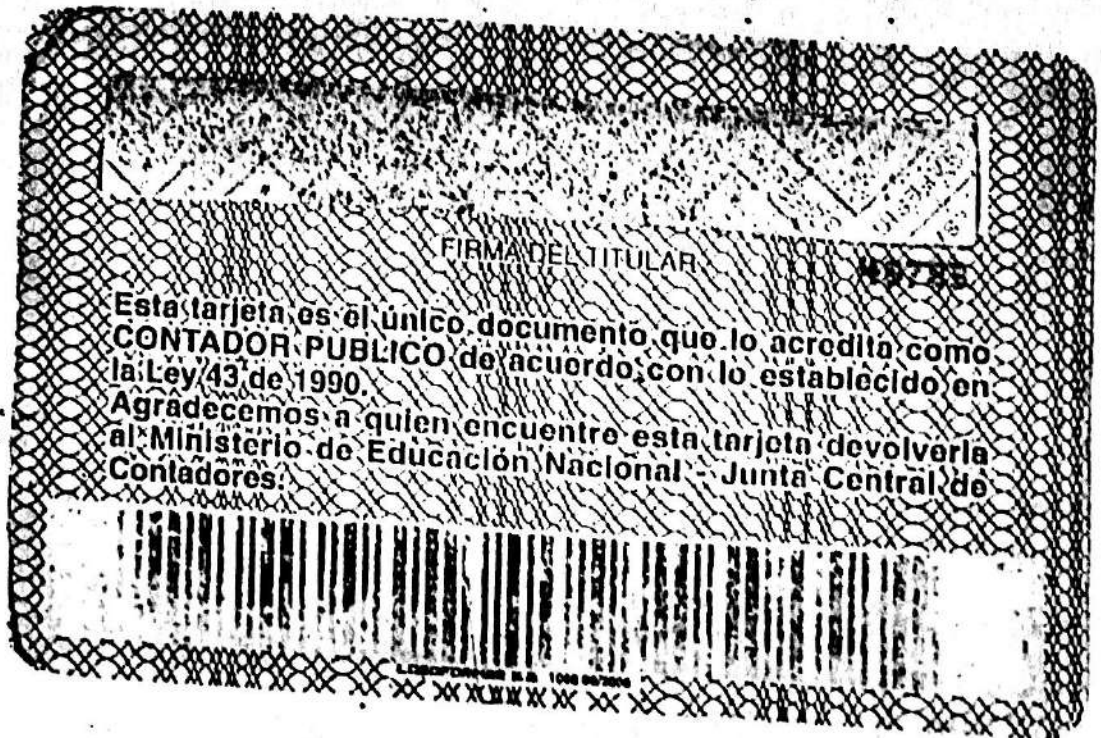 FIRMA DEL TITULAR
Esta tarjeta es el único documento que lo acredita como
CONTADOR PUBLICO de acuerdo con lo establecido en
la Ley 43 de 1990.
Agradecemos a quien encuentre esta tarjeta devolverla
al Ministerio de Educación Nacional - Junta Central de
Contadores.